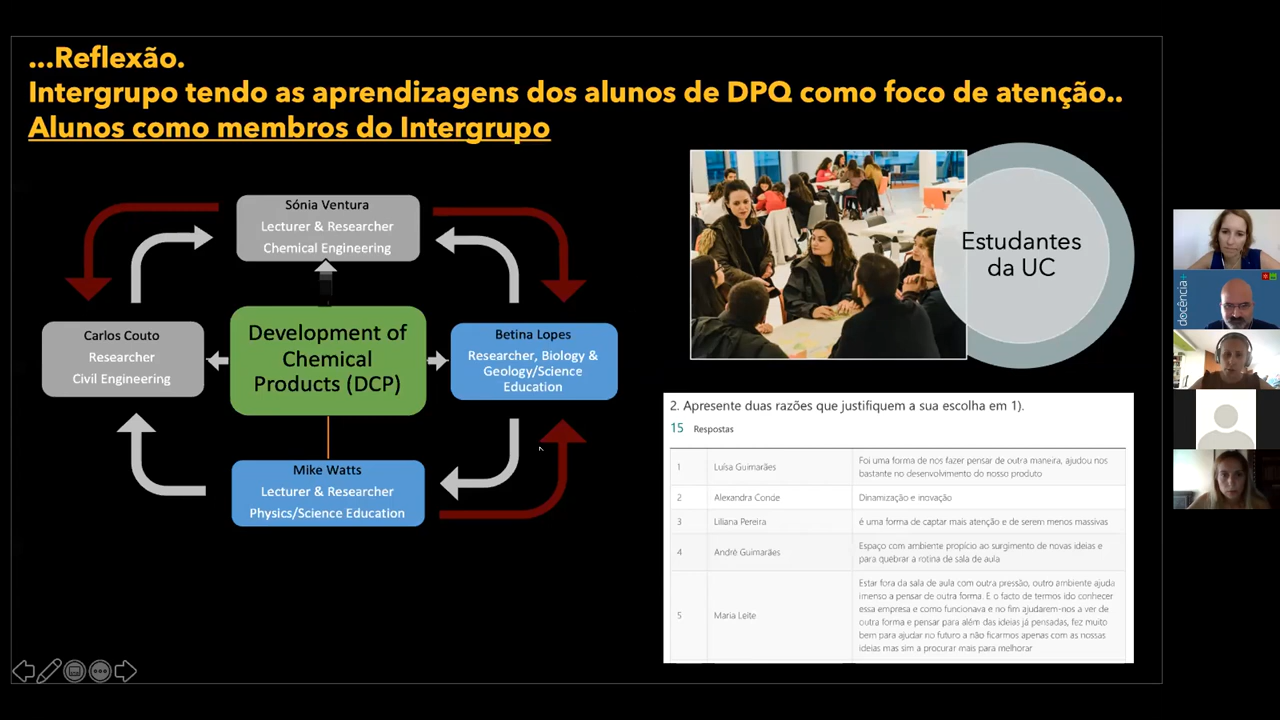 ...Reflexão.
Intergrupo tendo as aprendizagens dos alunos de DPQ como foco de atenção..
Alunos como membros do Intergrupo
Sónia Ventura
Lecturer & Researcher
Chemical Engineering
Carlos Couto
Researcher
Civil Engineering
Development of
Chemical
Products (DCP)
Betina Lopes
Researcher, Biology &
Geology/Science
Education
Mike Watts
Lecturer & Researcher
Physics/Science Education
Estudantes
da UC
2. Apresente duas razões que justifiquem a sua escolha em 1).
15 Respostas
1 Luísa Guimarães Foi uma forma de nos fazer pensar de outra maneira, ajudou nos
bastante no desenvolvimto do nosso produto
2 Alexandra Conde Dinamização e inovação
3 Liliana Pereira é uma forma de captar mais atenção e de serem menos massivas
4 André Guimarães Espaço com ambiente propício ao surgimento de novas ideias e
para quebrar a rotina de sala de aula
5 Maria Leite Estar fora da sala de aula com outra pressão, outro ambiente ajuda
imenso a pensar de outra forma. E o facto de termos ido conhecer
essa empresa e como funcionava e no fim ajudarem-nos a ver de
outra forma e pensar para além das ideias já pensadas, fez muito
bem para ajudar no futuro a não ficarmos apenas com as nossas
ideias mas sim a procurar mais para melhorar
docência+